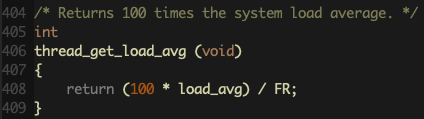 404 /* Returns 100 times the system load average. */
405 int
406 thread_get_load_avg (void)
407 {
408     return (100 * load_avg) / FR;
409 }